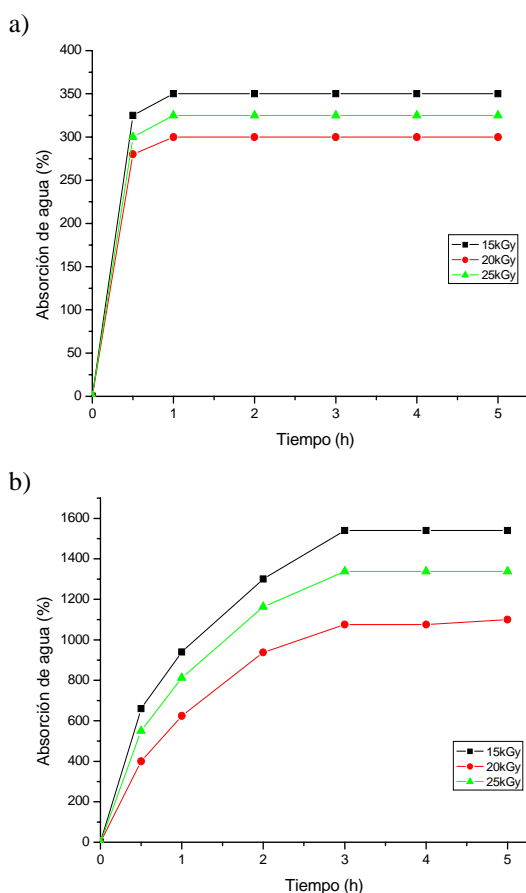 a)
400
350
300
250
200
150
100
50
0
Absorción de agua (%)
15kGy
20kGy
25kGy
0 1 2 3 4 5
Tiempo (h)
b)
1600
1400
1200
1000
800
600
400
200
0
Absorción de agua (%)
15kGy
20kGy
25kGy
0 1 2 3 4 5
Tiempo (h)